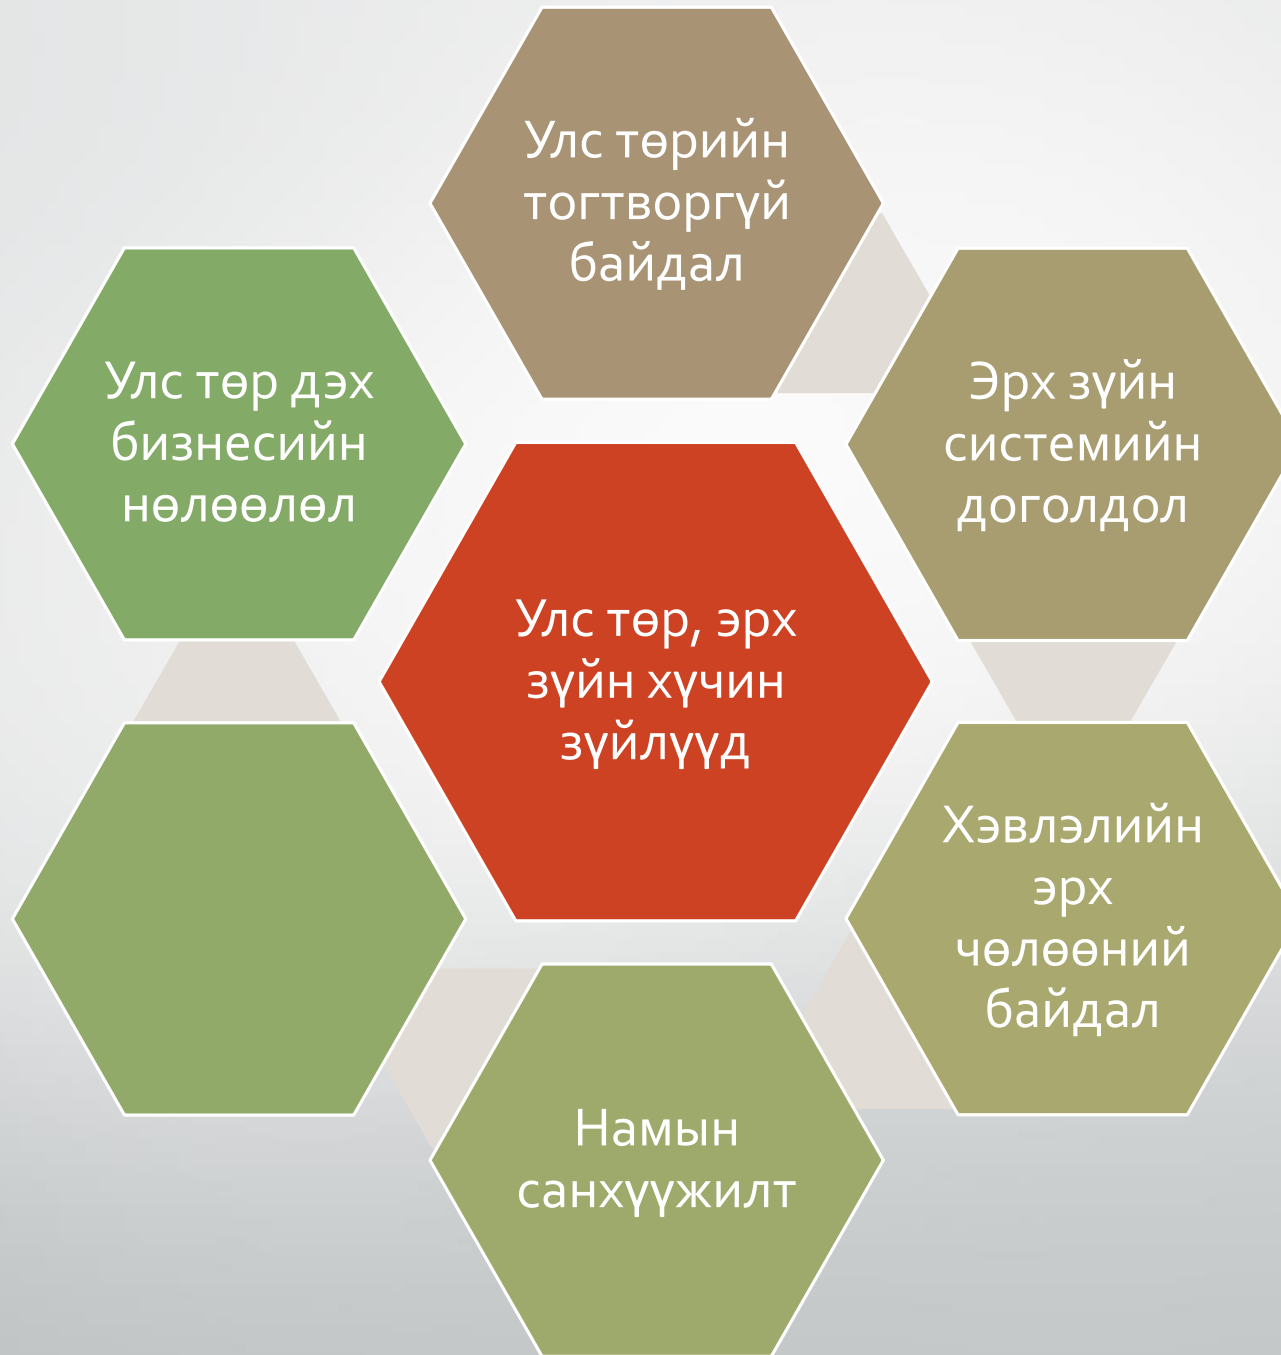 Улс төрийн
тогтворгүй
байдал
Улс төр дэх
бизнесийн
нөлөөлөл
Эрх зүйн
системийн
доголдол
Улс төр, эрх
зүйн хүчин
зүйлүүд
Хэвлэлийн
эрх
чөлөөний
байдал
Намын
санхүүжилт